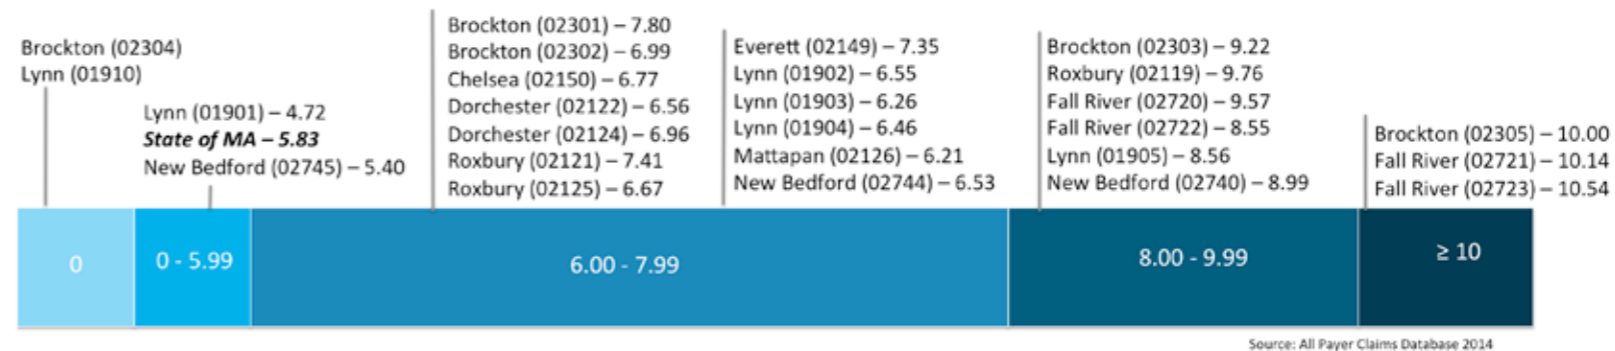 Brockton (02304)
Lynn (01910)
Lynn (01901) – 4.72
State of MA – 5.83
New Bedford (02745) – 5.40
Brockton (02301) – 7.80
Brockton (02302) – 6.99
Chelsea (02150) – 6.77
Dorchester (02122) – 6.56
Dorchester (02124) – 6.96
Roxbury (02121) – 7.41
Roxbury (02125) – 6.67
Everett (02149) – 7.35
Lynn (01902) – 6.55
Lynn (01903) – 6.26
Lynn (01904) – 6.46
Mattapan (02126) – 6.21
New Bedford (02744) – 6.53
Brockton (02303) – 9.22
Roxbury (02119) – 9.76
Fall River (02720) – 9.57
Fall River (02722) – 8.55
Lynn (01905) – 8.56
New Bedford (02740) – 8.99
Brockton (02305) – 10.00
Fall River (02721) – 10.14
Fall River (02723) – 10.54
0
0 - 5.99
6.00 - 7.99
8.00 - 9.99
≥ 10
Source: All Payer Claims Database 2014